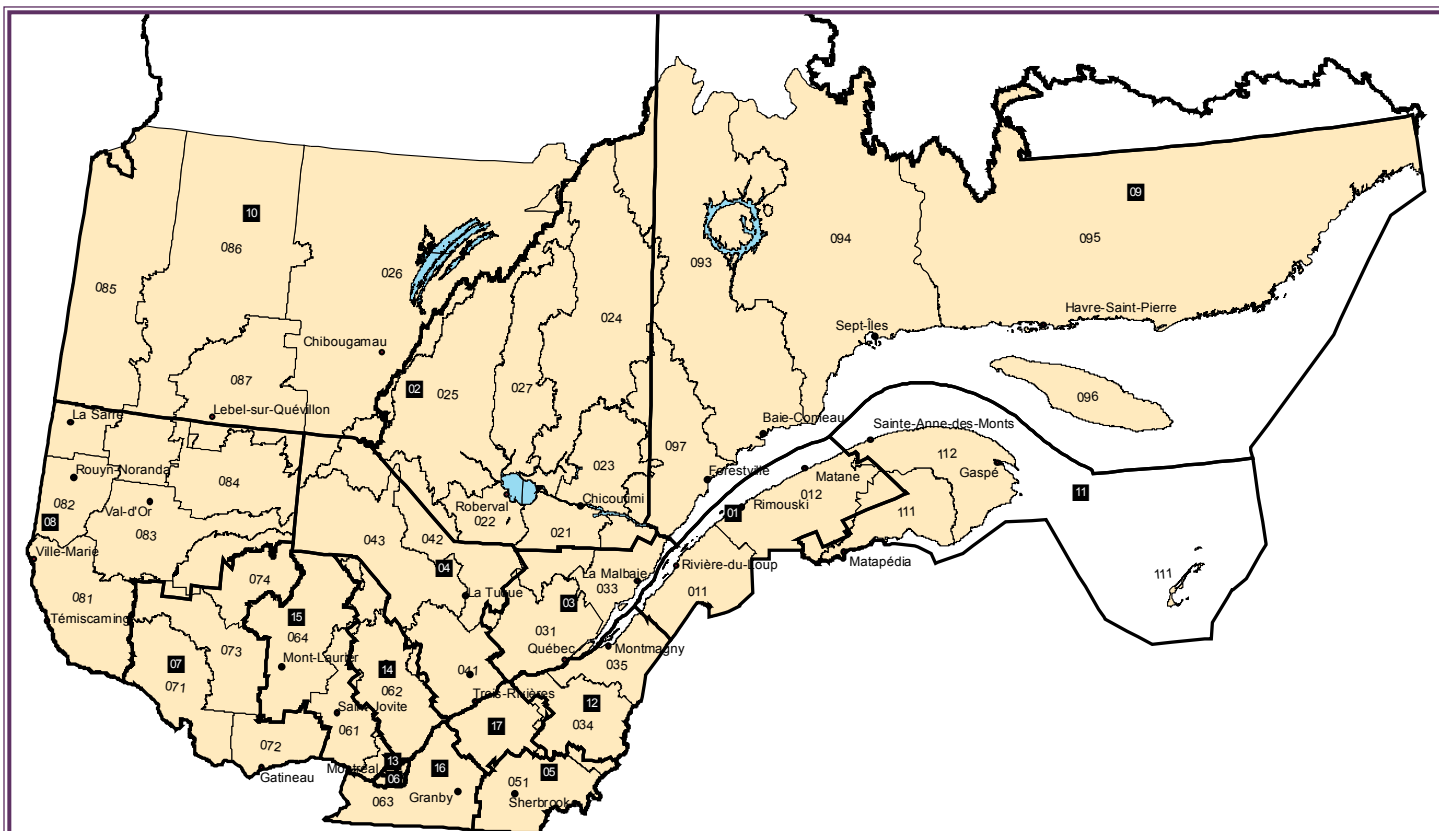 09
10
086
094
095
093
026
085
024
Havre-Saint-Pierre
Sept-Îles
Chibougamau
087
02
025
027
096
La Sarre
Lebel-sur-Quévillon
Baie-Comeau
Sainte-Anne-des-Monts
097
112
Rouyn-Noranda
023
Forestville
Matane
Gaspé
084
012
11
082
Roberval
Chicoutimi
Rimouski
Val-d'Or
01
111
08
022
083
043
042
021
Ville-Marie
Matapédia
La Malbaie
Rivière-du-Loup
074
04
033
111
081
La Tuque
03
011
Témiscaming
15
064
031
073
Québec
Montmagny
07
Mont-Laurier
14
041
035
071
062
Trois-Rivières
12
Saint-Jovite
17
034
061
072
13
Montréal
16
05
Gatineau
06
051
063
Granby
Sherbrooke